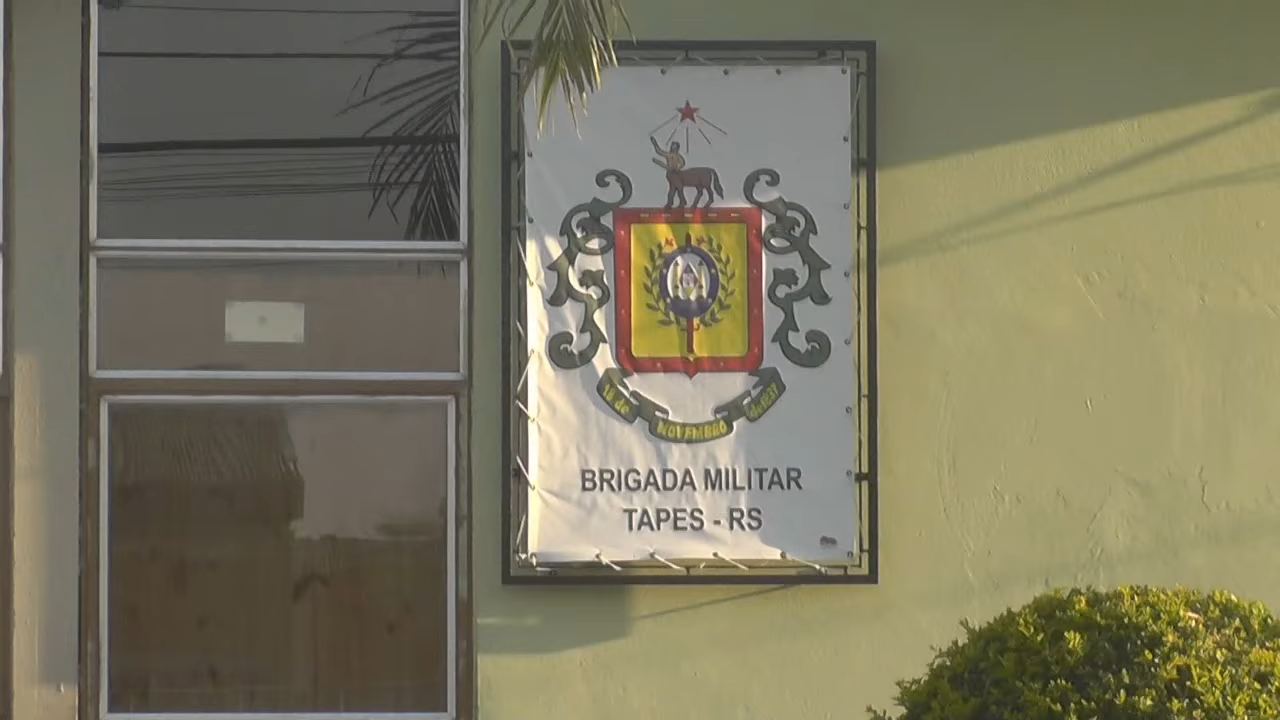 18 de
NOVEMBRO
de 1837
BRIGADA MILITAR
TAPES - RS